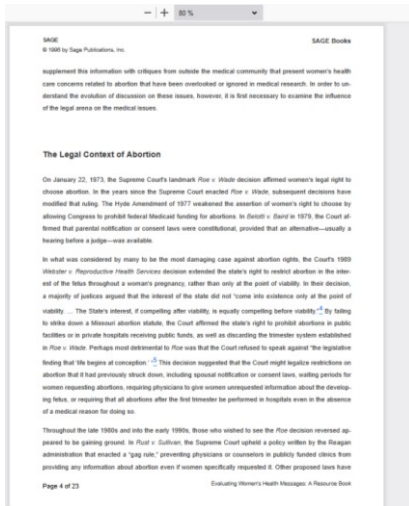 80 %
SAGE
SAGE Books
© 1996 by Sage Publications, Inc.
supplement this information with critiques from outside the medical community that present women's health
care concerns related to abortion that have been overlooked or ignored in medical research. In order to un-
derstand the evolution of discussion on these issues, however, it is first necessary to examine the influence
of the legal arena on the medical issues.
The Legal Context of Abortion
On January 22, 1973, the Supreme Court's landmark Roe v. Wade decision affirmed women's legal right to
choose abortion. In the years since the Supreme Court enacted Roe v. Wade, subsequent decisions have
modified that ruling. The Hyde Amendment of 1977 weakened the assertion of women's right to choose by
allowing Congress to prohibit federal Medicaid funding for abortions. In Belotti v. Baird in 1979, the Court af-
firmed that parental notification or consent laws were constitutional, provided that an alternative—usually a
hearing before a judge—was available.
In what was considered by many to be the most damaging case against abortion rights, the Court's 1989
Webster v. Reproductive Health Services decision extended the state's right to restrict abortion in the inter-
est of the fetus throughout a woman's pregnancy, rather than only at the point of viability. In their decision,
a majority of justices argued that the interest of the state did not "come into existence only at the point of
viability. … The State's interest, if compelling after viability, is equally compelling before viability." 4 By failing
to strike down a Missouri abortion statute, the Court affirmed the state's right to prohibit abortions in public
facilities or in private hospitals receiving public funds, as well as discarding the trimester system established
in Roe v. Wade. Perhaps most detrimental to Roe was that the Court refused to speak against "the legislative
finding that 'life begins at conception.' " 5 This decision suggested that the Court might legalize restrictions on
abortion that it had previously struck down, including spousal notification or consent laws, waiting periods for
women requesting abortions, requiring physicians to give women unrequested information about the develop-
ing fetus, or requiring that all abortions after the first trimester be performed in hospitals even in the absence
of a medical reason for doing so.
Throughout the late 1980s and into the early 1990s, those who wished to see the Roe decision reversed ap-
peared to be gaining ground. In Rust v. Sullivan, the Supreme Court upheld a policy written by the Reagan
administration that enacted a "gag rule," preventing physicians or counselors in publicly funded clinics from
providing any information about abortion even if women specifically requested it. Other proposed laws have
Page 4 of 23
Evaluating Women's Health Messages: A Resource Book